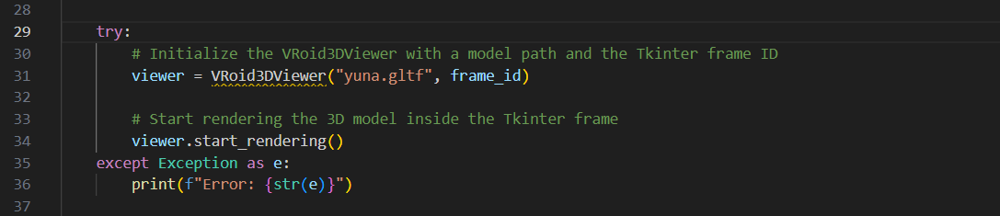 28
29 try:
30 # Initialize the VRoid3DViewer with a model path and the Tkinter frame ID
31 viewer = VRoid3DViewer("yuna.gltf", frame_id)
32
33 # Start rendering the 3D model inside the Tkinter frame
34 viewer.start_rendering()
35 except Exception as e:
36 print(f"Error: {str(e)}")
37